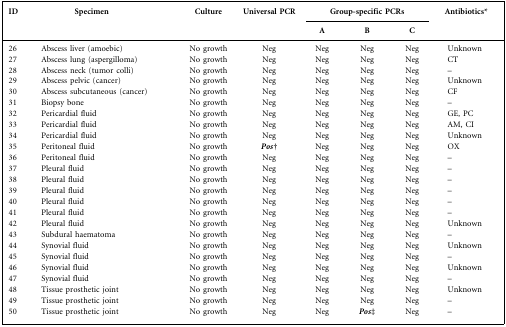 ID Specimen Culture Universal PCR Group-specific PCRs Antibiotics*
A B C
26 Abscess liver (amoebic) No growth Neg Neg Neg Neg Unknown
27 Abscess lung (aspergilloma) No growth Neg Neg Neg Neg CT
28 Abscess neck (tumor colli) No growth Neg Neg Neg Neg –
29 Abscess pelvic (cancer) No growth Neg Neg Neg Neg Unknown
30 Abscess subcutaneous (cancer) No growth Neg Neg Neg Neg CF
31 Biopsy bone No growth Neg Neg Neg Neg –
32 Pericardial fluid No growth Neg Neg Neg Neg GE, PC
33 Pericardial fluid No growth Neg Neg Neg Neg AM, CI
34 Pericardial fluid No growth Neg Neg Neg Neg Unknown
35 Peritoneal fluid No growth Pos† Neg Neg Neg OX
36 Peritoneal fluid No growth Neg Neg Neg Neg –
37 Pleural fluid No growth Neg Neg Neg Neg –
38 Pleural fluid No growth Neg Neg Neg Neg –
39 Pleural fluid No growth Neg Neg Neg Neg –
40 Pleural fluid No growth Neg Neg Neg Neg –
41 Pleural fluid No growth Neg Neg Neg Neg –
42 Pleural fluid No growth Neg Neg Neg Neg Unknown
43 Subdural haematoma No growth Neg Neg Neg Neg –
44 Synovial fluid No growth Neg Neg Neg Neg Unknown
45 Synovial fluid No growth Neg Neg Neg Neg –
46 Synovial fluid No growth Neg Neg Neg Neg Unknown
47 Synovial fluid No growth Neg Neg Neg Neg –
48 Tissue prosthetic joint No growth Neg Neg Neg Neg Unknown
49 Tissue prosthetic joint No growth Neg Neg Neg Neg –
50 Tissue prosthetic joint No growth Neg Neg Pos‡ Neg –